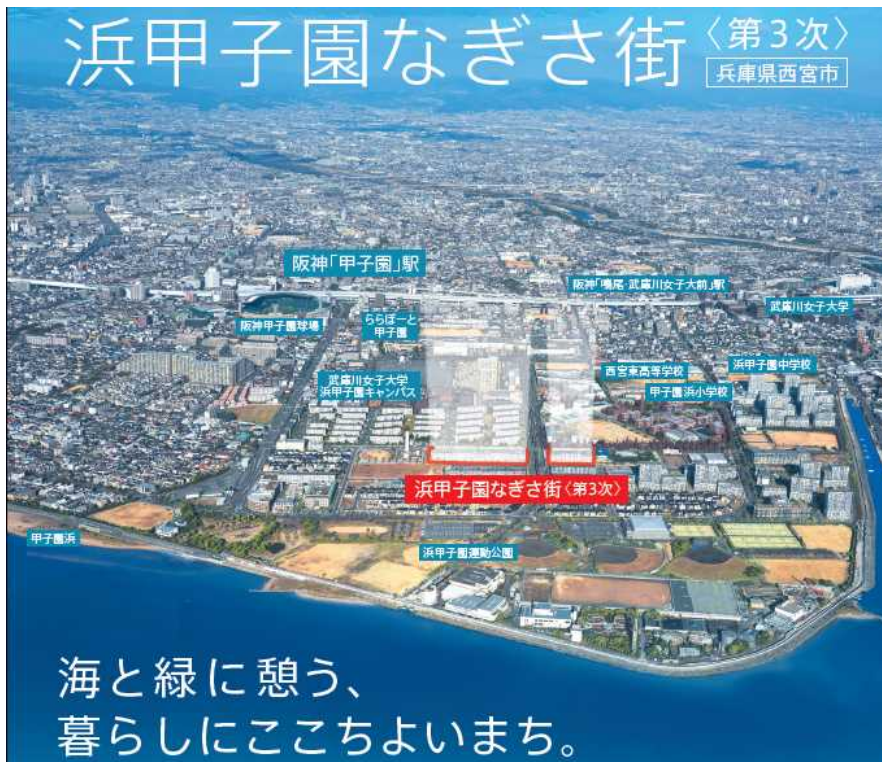 浜甲子園なぎさ街
〈第3次〉
兵庫県西宮市
阪神「甲子園」駅
阪神「鳴尾・武庫川女子大前」駅
武庫川女子大学
阪神甲子園球場
ららぽーと
甲子園
武庫川女子大学
浜甲子園キャンパス
西宮東高等学校
浜甲子園中学校
甲子園浜小学校
浜甲子園なぎさ街〈第3次〉
甲子園浜
浜甲子園運動公園
海と緑に憩う、
暮らしにここちよいまち。